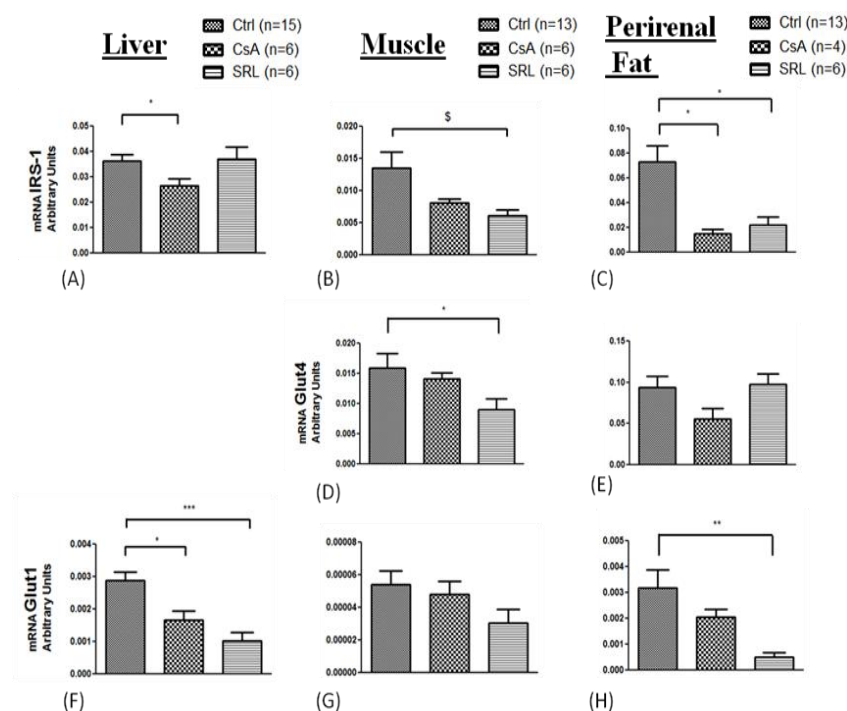 Liver
Ctrl (n=15)
CsA (n=6)
SRL (n=6)
Muscle
Ctrl (n=13)
CsA (n=6)
SRL (n=6)
Perirenal
Fat
Ctrl (n=13)
CsA (n=4)
SRL (n=6)
mRNA IRS-1
Arbitrary Units
0.05
0.04
0.03
0.02
0.01
0.00
*
(A)
0.020
0.015
0.010
0.005
0.000
$
(B)
0.10
0.08
0.06
0.04
0.02
0.00
*
*
(C)
mRNA Glut4
Arbitrary Units
0.020
0.015
0.010
0.005
0.000
*
(D)
0.15
0.10
0.05
0.00
(E)
mRNA Glut1
Arbitrary Units
0.004
0.003
0.002
0.001
0.000
***
*
(F)
0.00008
0.00006
0.00004
0.00002
0.00000
(G)
0.005
0.004
0.003
0.002
0.001
0.000
**
(H)